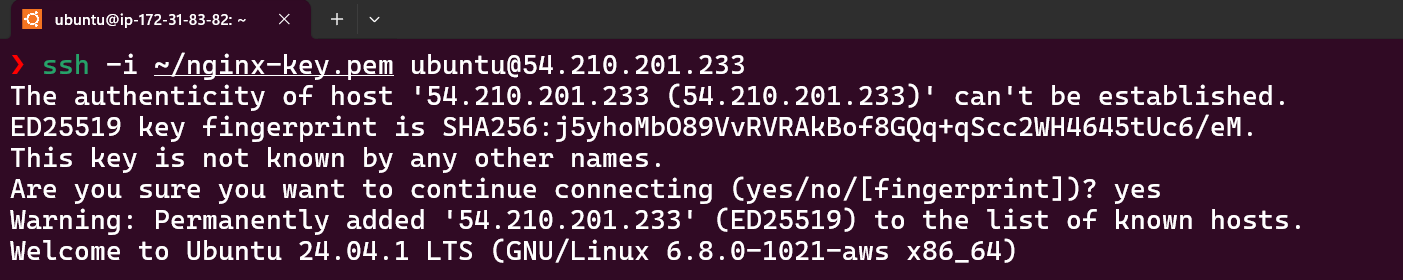 ubuntu@ip-172-31-83-82: ~
❯ ssh -i ~/nginx-key.pem ubuntu@54.210.201.233
The authenticity of host '54.210.201.233 (54.210.201.233)' can't be established.
ED25519 key fingerprint is SHA256:j5yhoMbO89VvRVRAkBof8GQq+qScc2WH4645tUc6/eM.
This key is not known by any other names.
Are you sure you want to continue connecting (yes/no/[fingerprint])? yes
Warning: Permanently added '54.210.201.233' (ED25519) to the list of known hosts.
Welcome to Ubuntu 24.04.1 LTS (GNU/Linux 6.8.0-1021-aws x86_64)